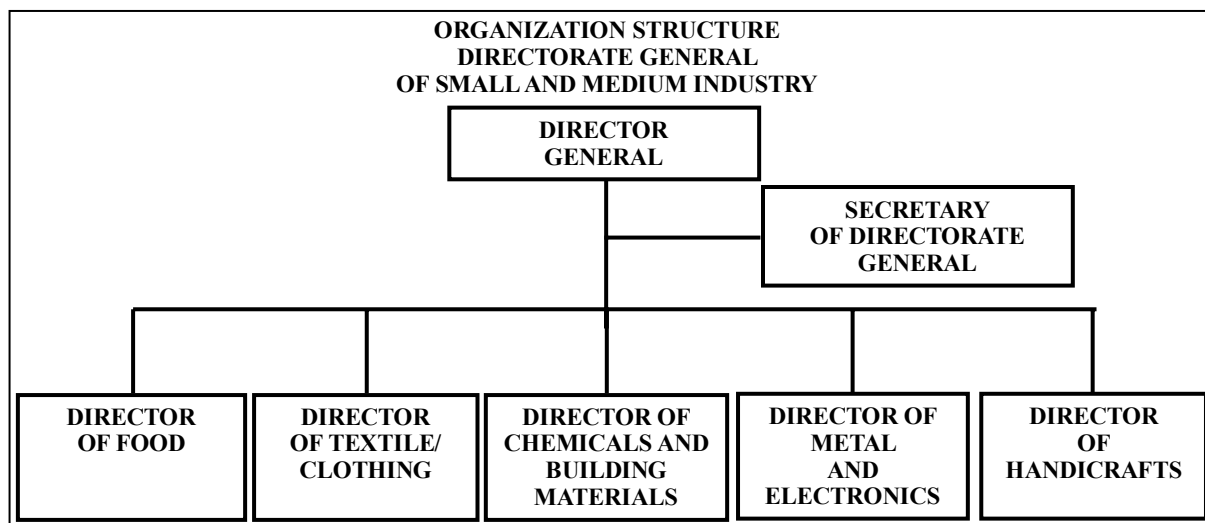 ORGANIZATION STRUCTURE
DIRECTORATE GENERAL
OF SMALL AND MEDIUM INDUSTRY
DIRECTOR
GENERAL
SECRETARY
OF DIRECTORATE
GENERAL
DIRECTOR
OF FOOD
DIRECTOR
OF TEXTILE/
CLOTHING
DIRECTOR OF
CHEMICALS AND
BUILDING
MATERIALS
DIRECTOR OF
METAL
AND
ELECTRONICS
DIRECTOR
OF
HANDICRAFTS